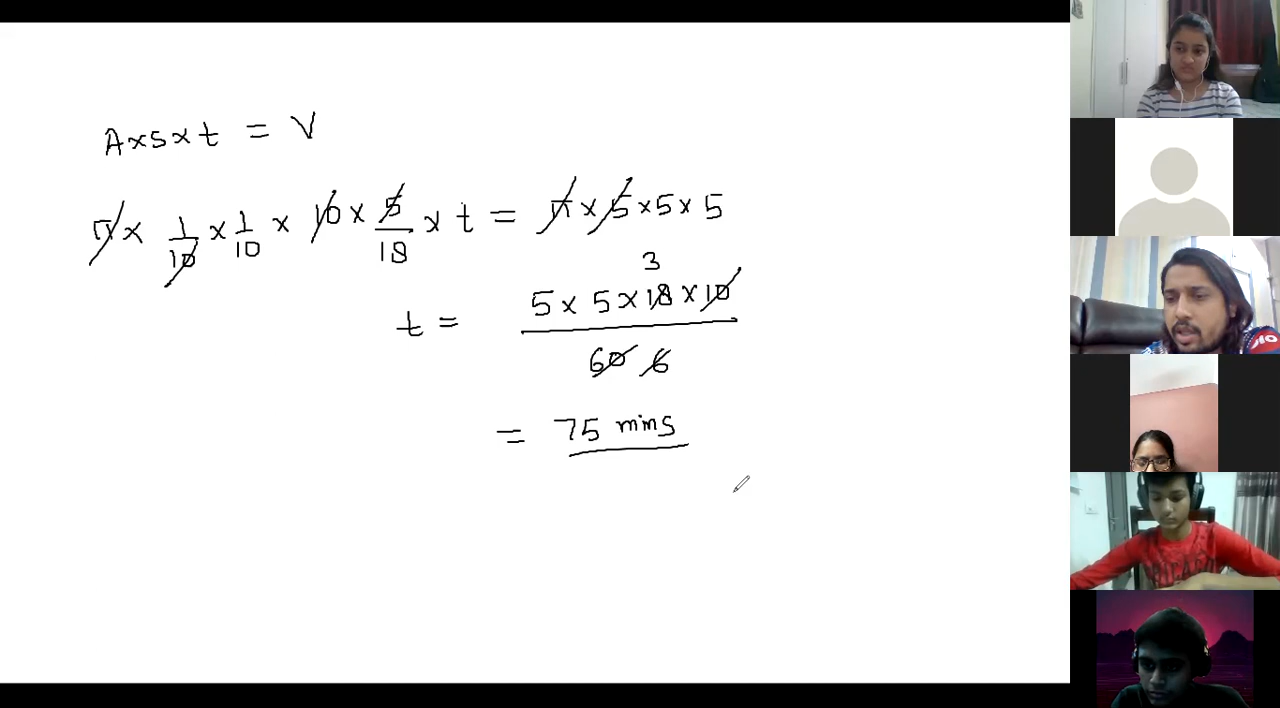 A x s x t = V
π x 1/10 x 1/10 x 10 x 5/18 x t = π x 5 x 5 x 5
3
t = 5 x 5 x 18 x 10
60 6
= 75 mins